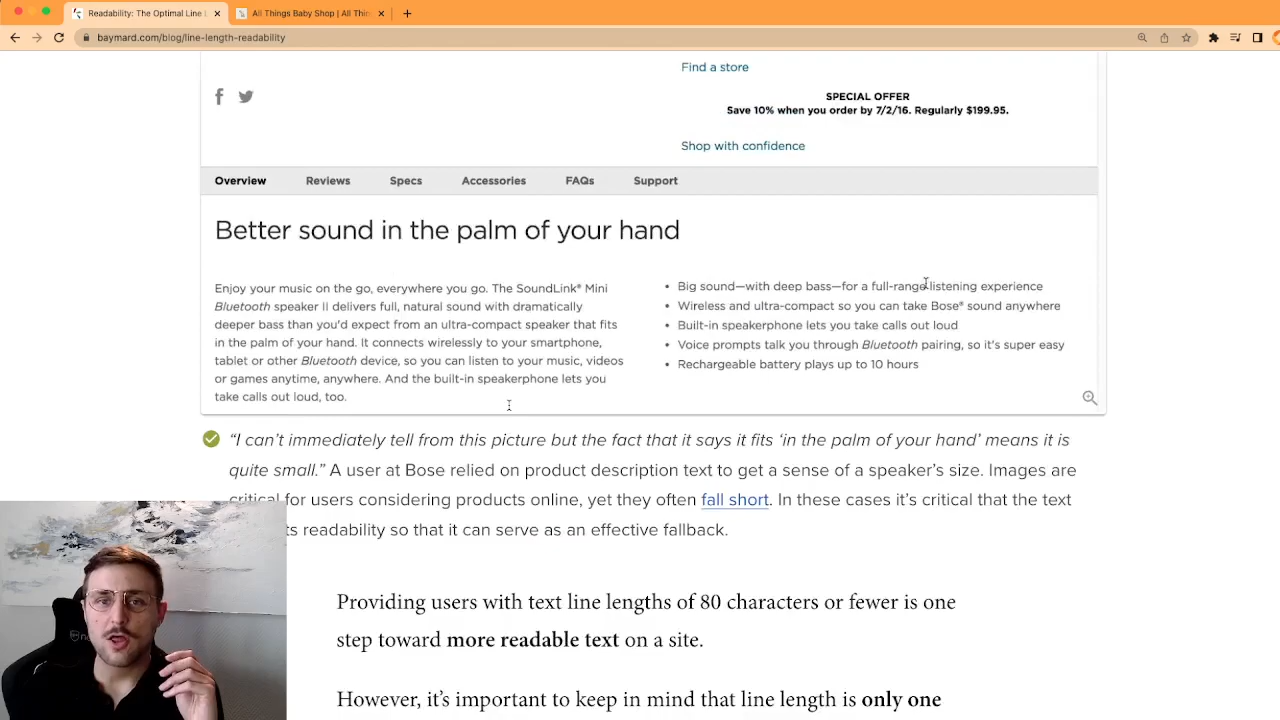 Readability: The Optimal Line L
All Things Baby Shop | All Thin
baymard.com/blog/line-length-readability
Find a store
SPECIAL OFFER
Save 10% when you order by 7/2/16. Regularly $199.95.
Shop with confidence
Overview Reviews Specs Accessories FAQs Support
Better sound in the palm of your hand
Enjoy your music on the go, everywhere you go. The SoundLink® Mini
Bluetooth speaker II delivers full, natural sound with dramatically
deeper bass than you'd expect from an ultra-compact speaker that fits
in the palm of your hand. It connects wirelessly to your smartphone,
tablet or other Bluetooth device, so you can listen to your music, videos
or games anytime, anywhere. And the built-in speakerphone lets you
take calls out loud, too.
• Big sound—with deep bass—for a full-range listening experience
• Wireless and ultra-compact so you can take Bose® sound anywhere
• Built-in speakerphone lets you take calls out loud
• Voice prompts talk you through Bluetooth pairing, so it's super easy
• Rechargeable battery plays up to 10 hours
“I can’t immediately tell from this picture but the fact that it says it fits ‘in the palm of your hand’ means it is
quite small.” A user at Bose relied on product description text to get a sense of a speaker’s size. Images are
critical for users considering products online, yet they often fall short. In these cases it’s critical that the text
ts readability so that it can serve as an effective fallback.
Providing users with text line lengths of 80 characters or fewer is one
step toward more readable text on a site.
However, it’s important to keep in mind that line length is only one